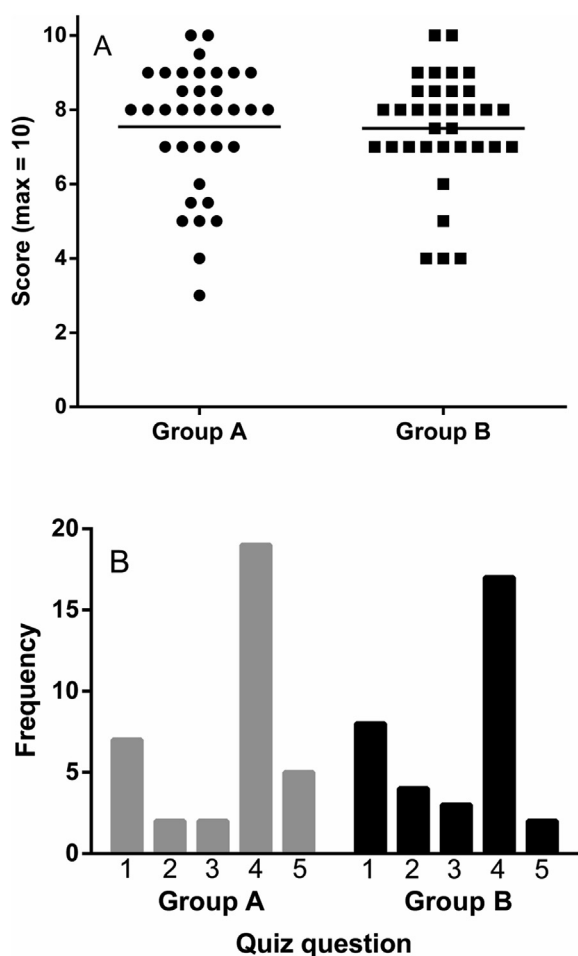 A
Score (max = 10)
10
8
6
4
2
0
Group A Group B
B
Frequency
20
15
10
5
0
1 2 3 4 5 1 2 3 4 5
Group A Group B
Quiz question